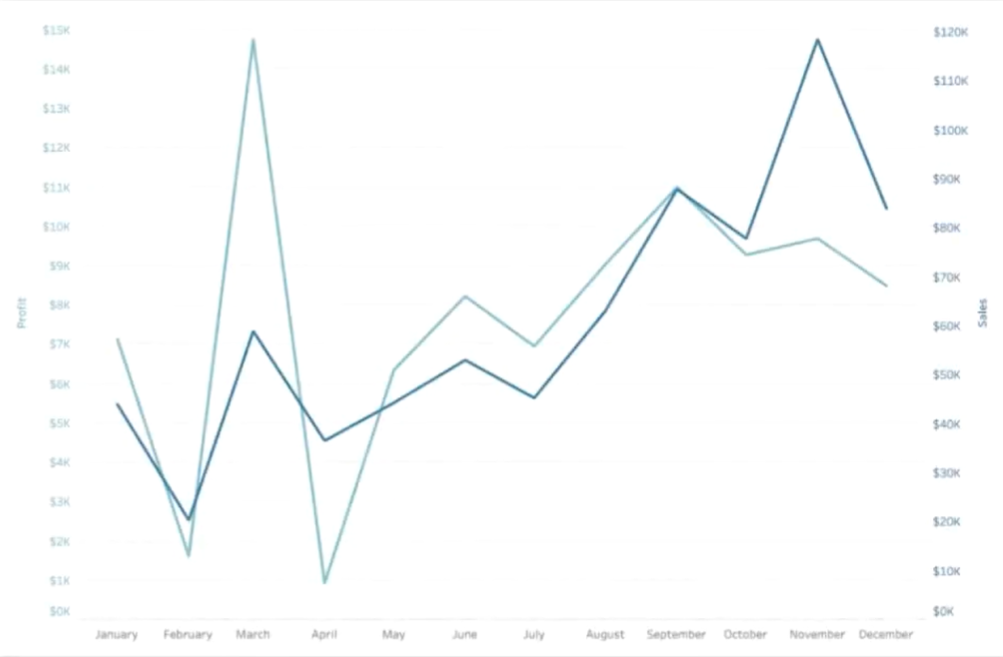 $15K
$14K
$13K
$12K
$11K
$10K
$9K
$8K
$7K
$6K
$5K
$4K
$3K
$2K
$1K
$0K
Profit
$120K
$110K
$100K
$90K
$80K
$70K
$60K
$50K
$40K
$30K
$20K
$10K
$0K
Sales
January February March April May June July August September October November December